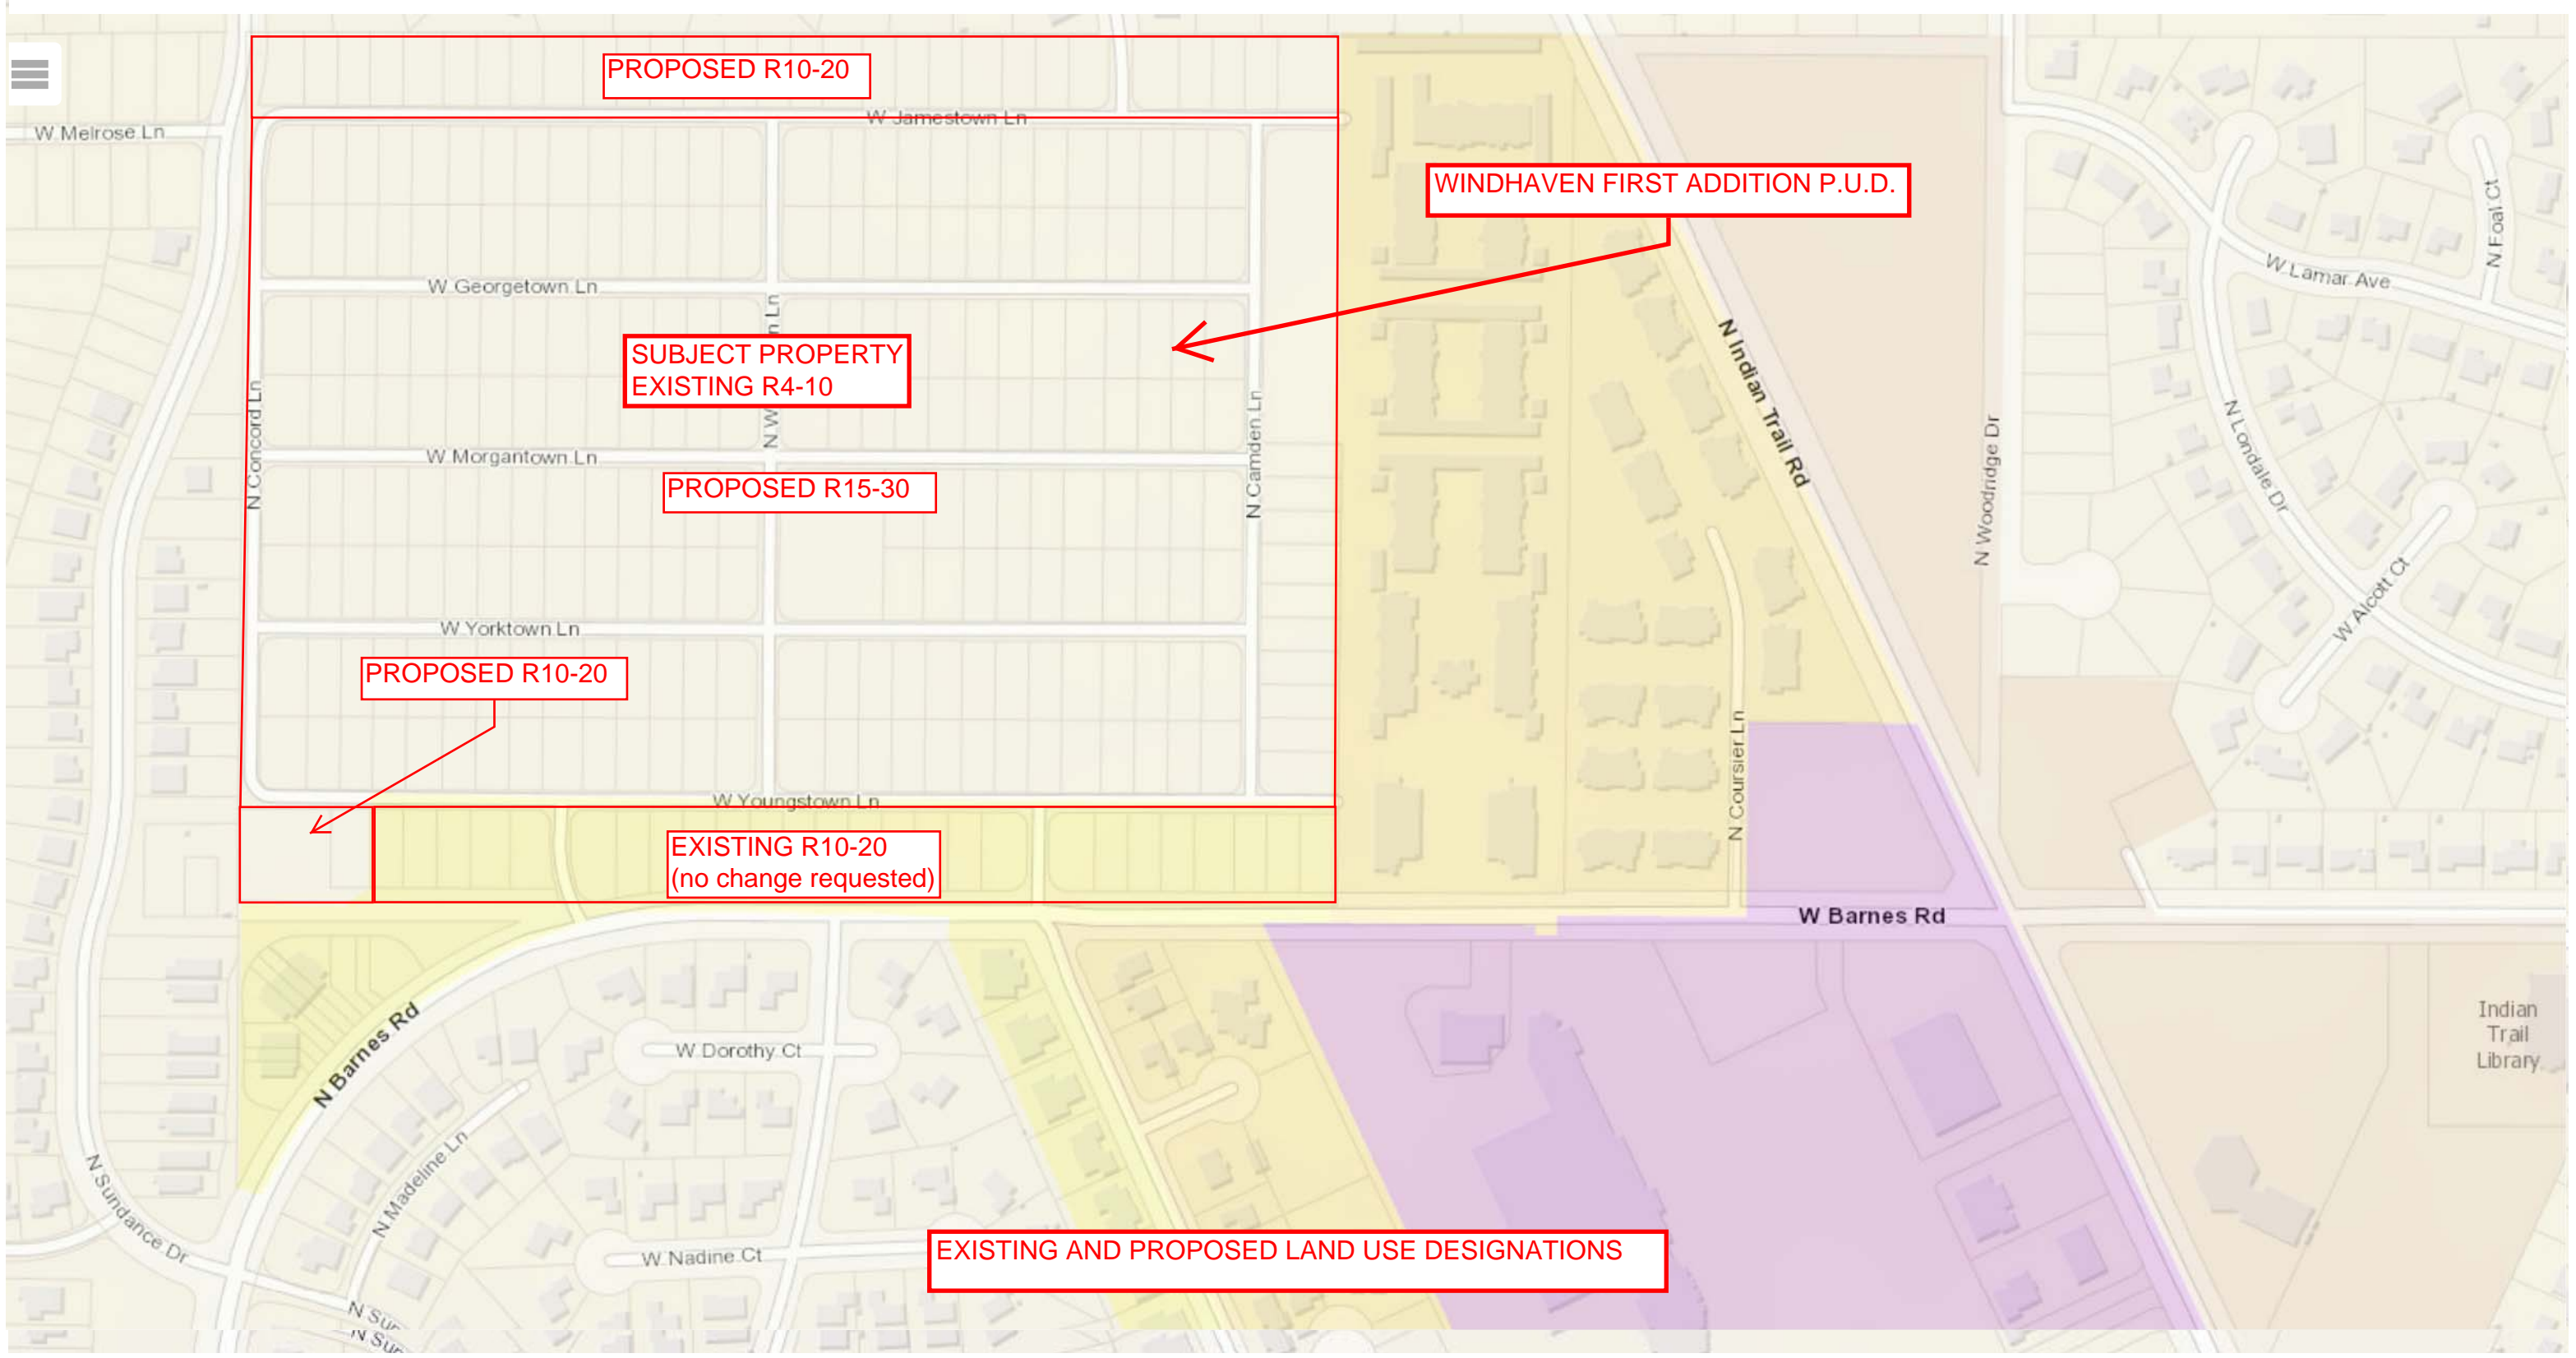 PROPOSED R10-20
W Jamestown Ln
W Melrose Ln
WINDHAVEN FIRST ADDITION P.U.D.
N Foal Ct
W Lamar Ave
W Georgetown Ln
n Ln
N W
SUBJECT PROPERTY
EXISTING R4-10
N Indian Trail Rd
N Concord Ln
N Camden Ln
N Woodridge Dr
N Londale Dr
W Morgantown Ln
PROPOSED R15-30
W Alcott Ct
W Yorktown Ln
PROPOSED R10-20
N Coursier Ln
W Youngstown Ln
EXISTING R10-20
(no change requested)
W Barnes Rd
Indian
Trail
Library
N Barnes Rd
W Dorothy Ct
N Madeline Ln
N Sundance Dr
W Nadine Ct
EXISTING AND PROPOSED LAND USE DESIGNATIONS
N Sun
N Sun